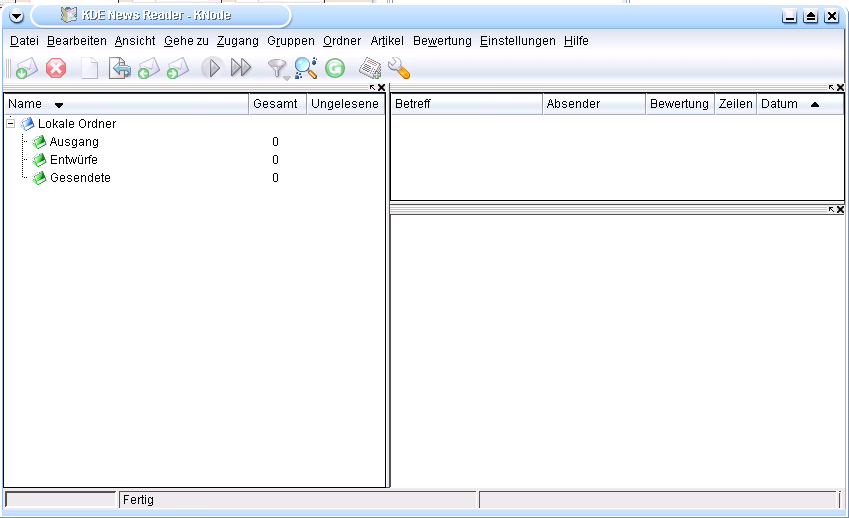 KDE News Reader - KNode
Datei Bearbeiten Ansicht Gehe zu Zugang Gruppen Ordner Artikel Bewertung Einstellungen Hilfe
G
Name Gesamt Ungelesene
Betreff Absender Bewertung Zeilen Datum
Lokale Ordner
Ausgang 0
Entwürfe 0
Gesendete 0
Fertig